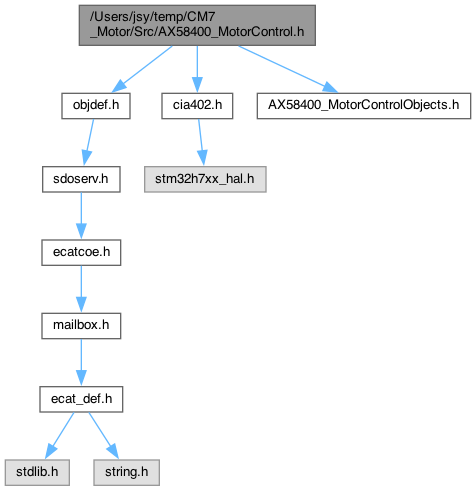 /Users/jsy/temp/CM7
_Motor/Src/AX58400_MotorControl.h
objdef.h
cia402.h
AX58400_MotorControlObjects.h
sdoserv.h
stm32h7xx_hal.h
ecatcoe.h
mailbox.h
ecat_def.h
stdlib.h
string.h